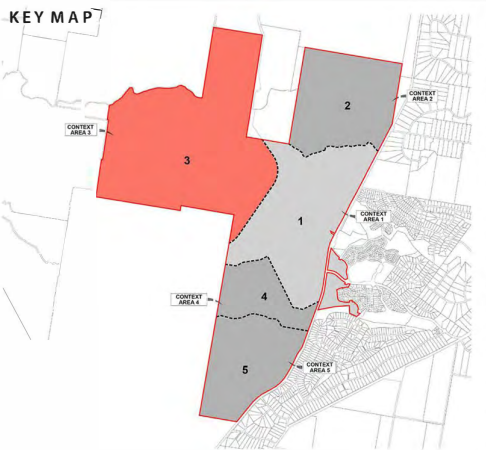 KEY MAP
2
CONTEXT
AREA 2
CONTEXT
AREA 3
3
1
CONTEXT
AREA 1
4
CONTEXT
AREA 4
5
CONTEXT
AREA 5